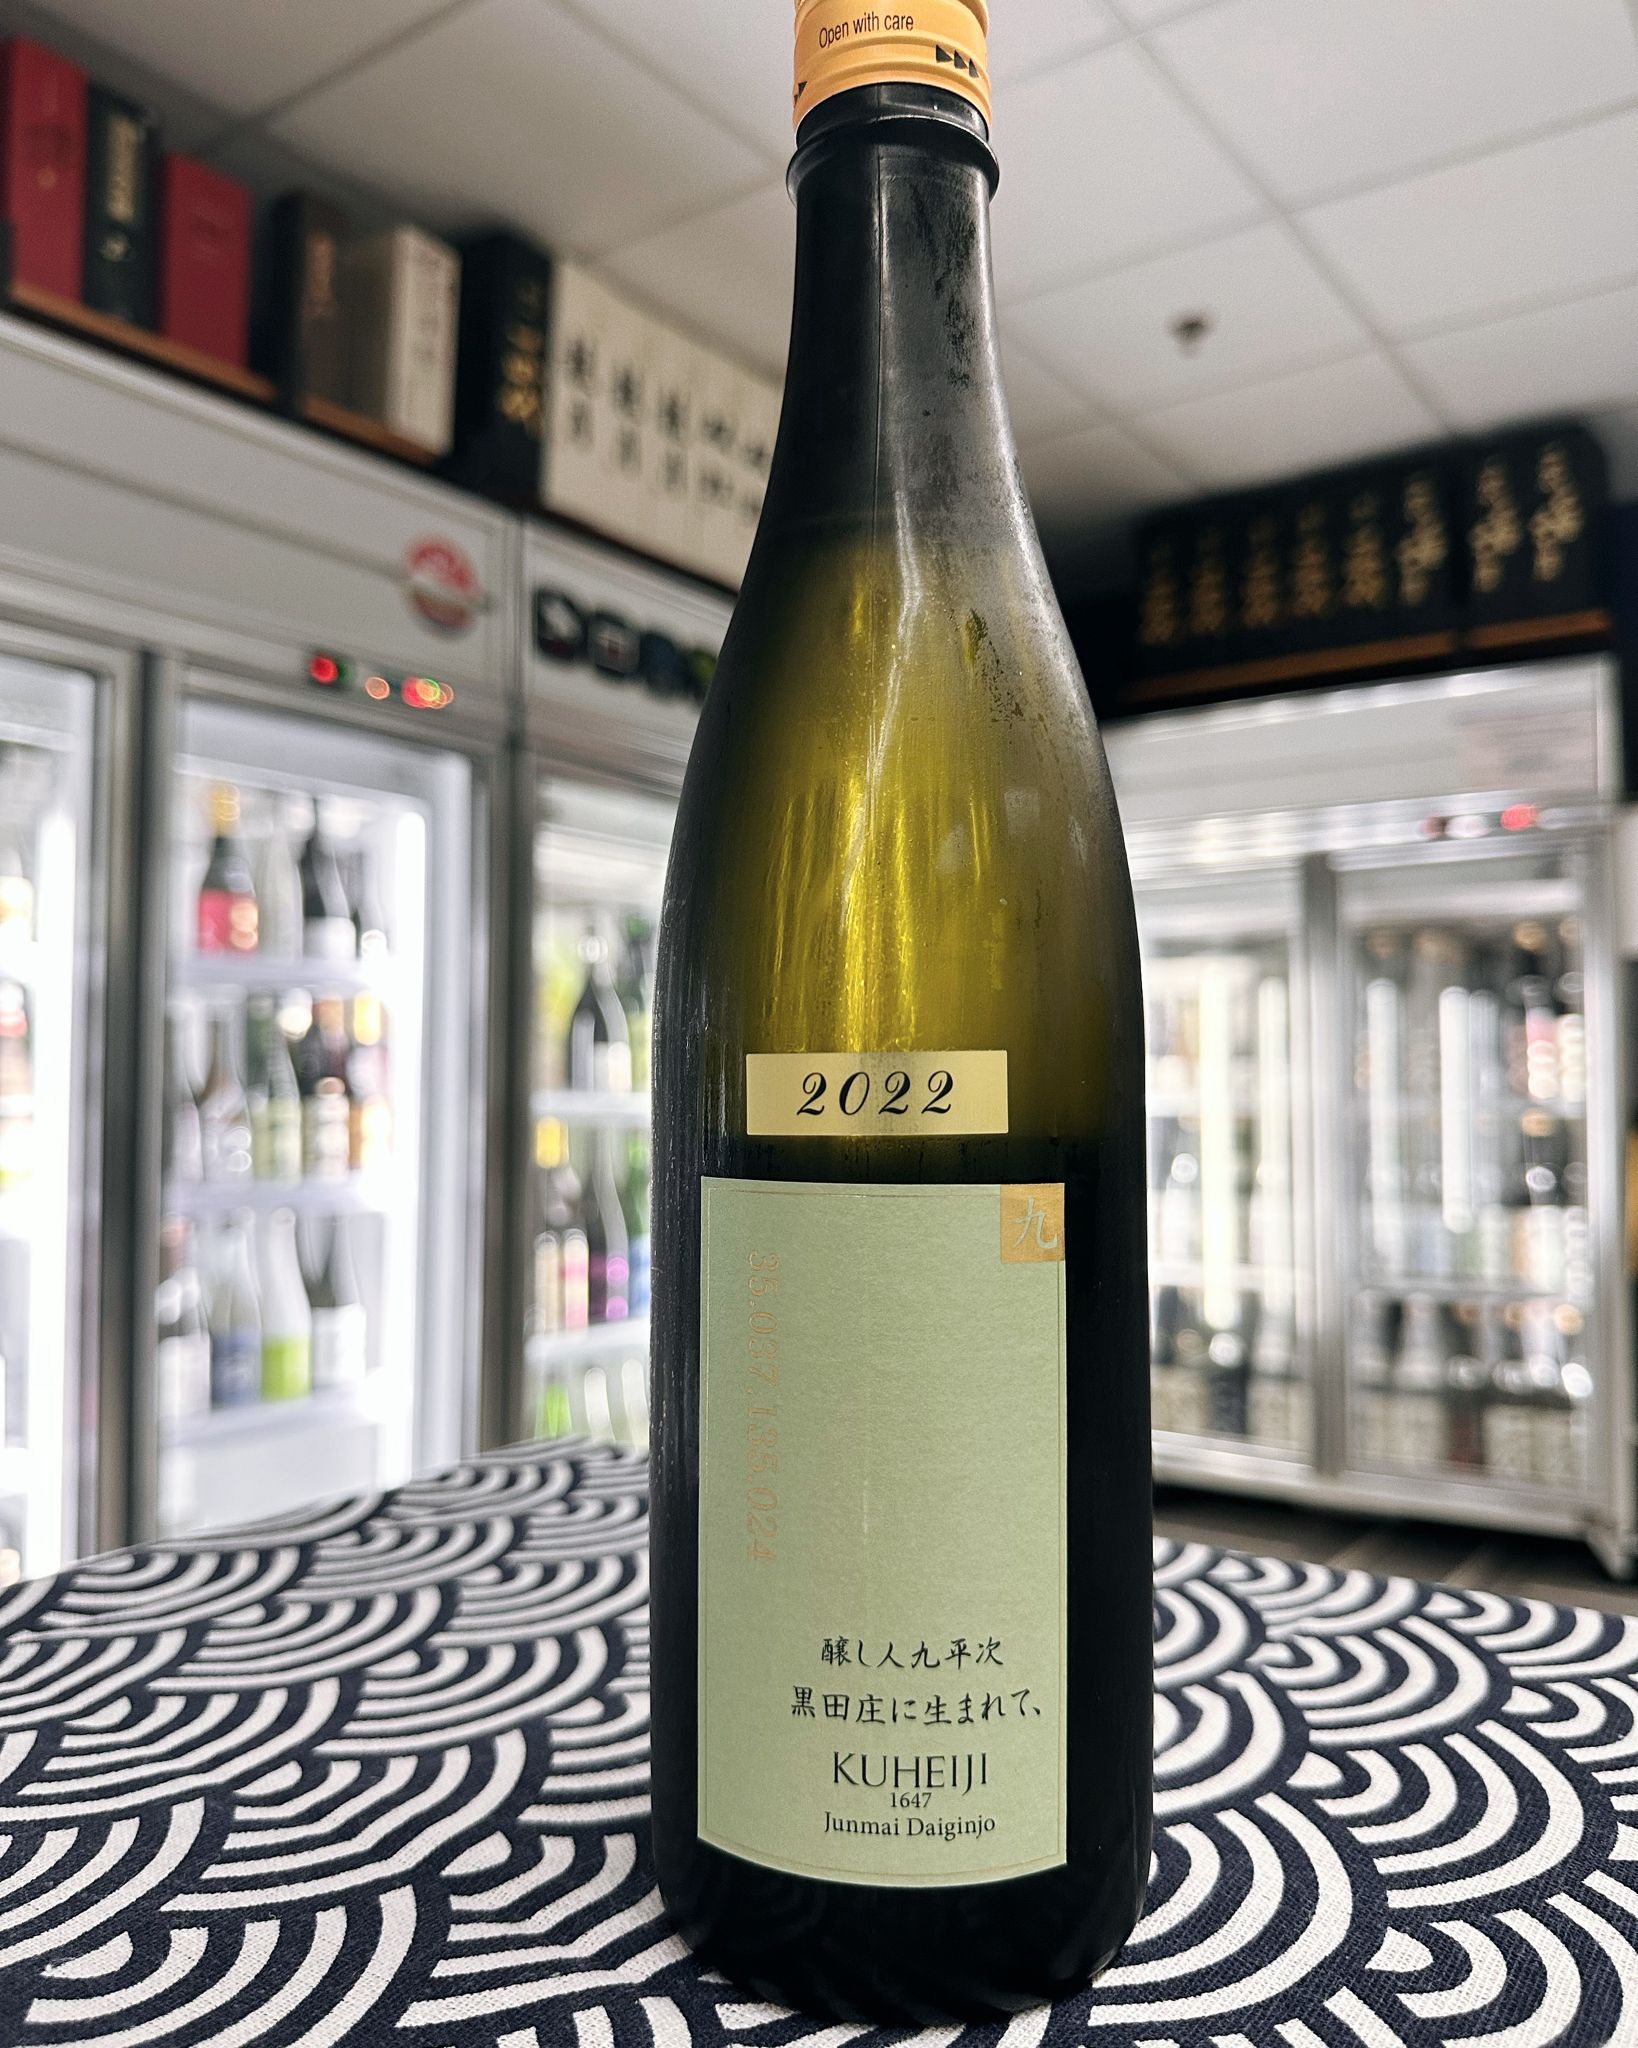 Open with care
2022
九
35.037.135.024
醸し人九平次
黒田庄に生まれて、
KUHEIJI
1647
Junmai Daiginjo